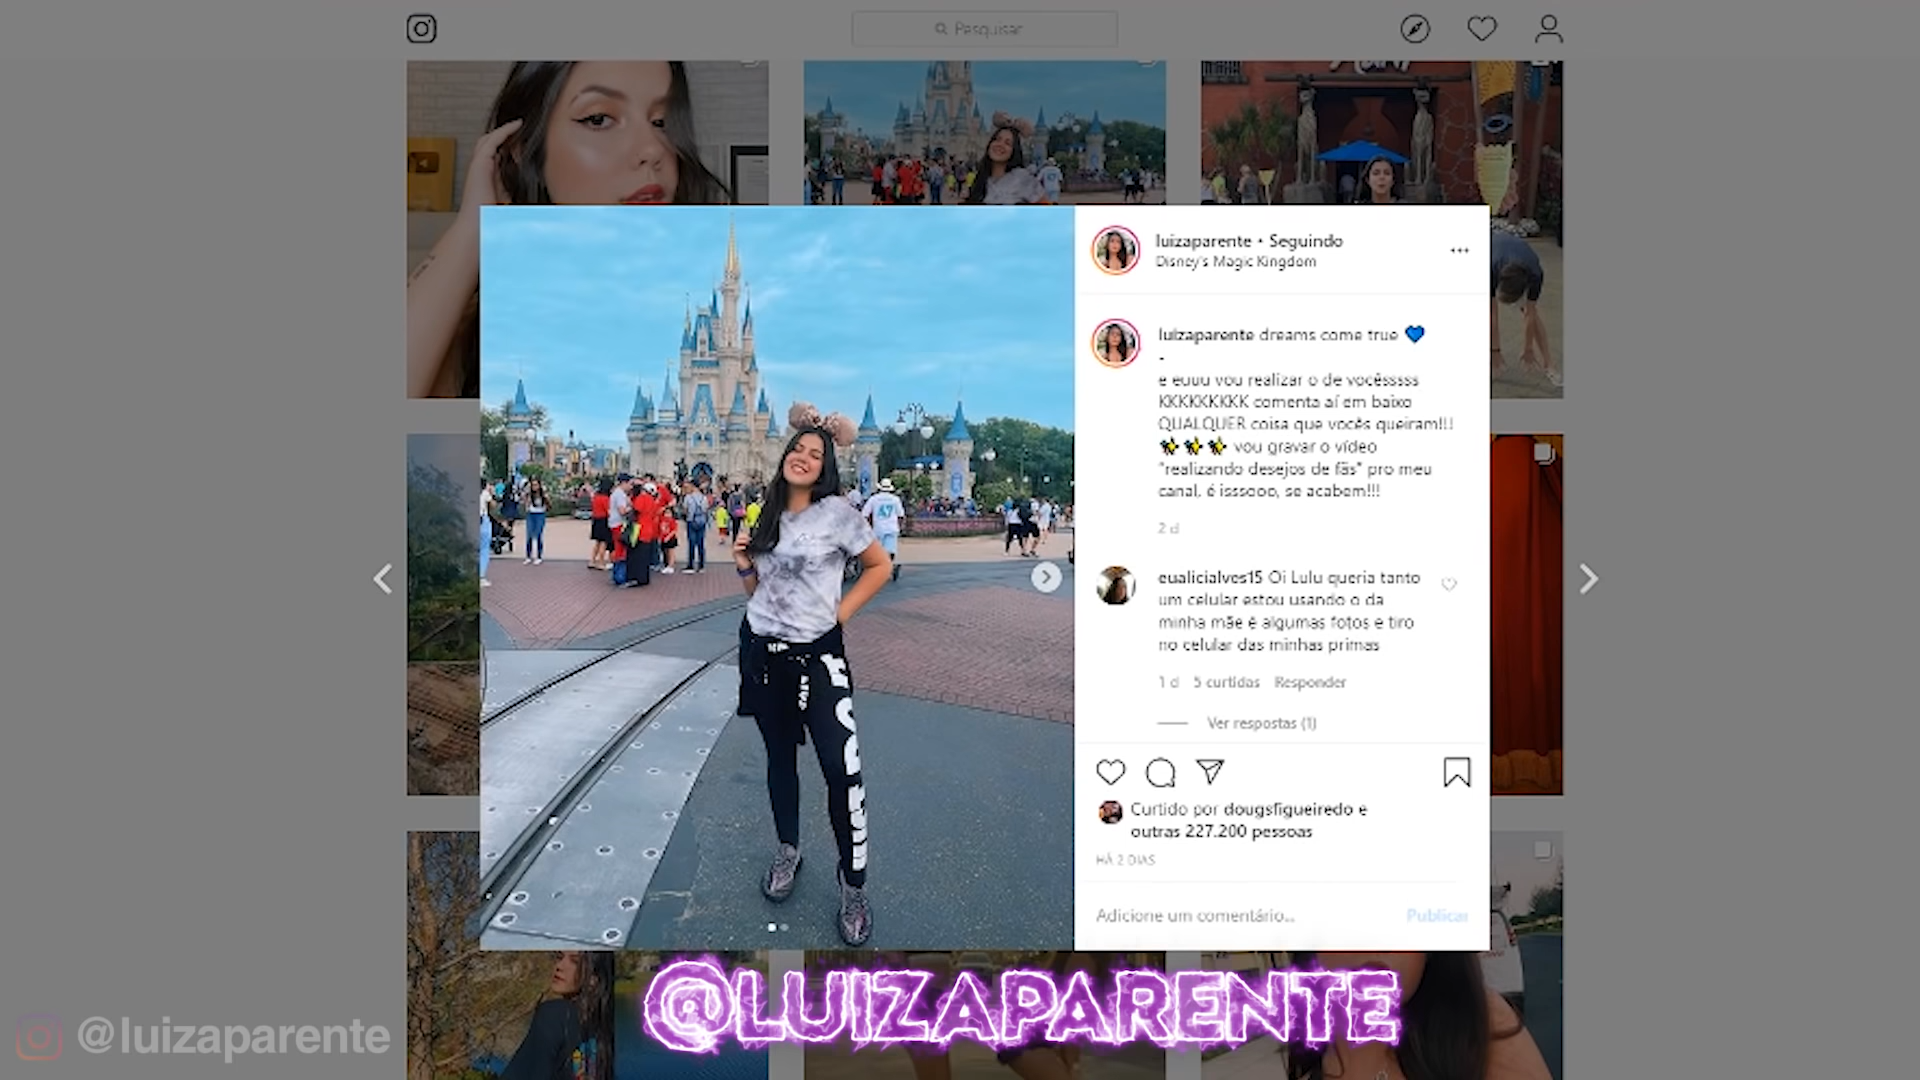 Pesquisar
luizaparente • Seguindo
Disney's Magic Kingdom
luizaparente dreams come true 💙
-
e euuu vou realizar o de vocêsssss
KKKKKKKKK comenta aí em baixo
QUALQUER coisa que vocês queiram!!!
vou gravar o vídeo
"realizando desejos de fãs" pro meu
canal, é isssooo, se acabem!!!
2 d
eualicialves15 Oi Lulu queria tanto
um celular estou usando o da
minha mãe é algumas fotos e tiro
no celular das minhas primas
1 d 5 curtidas Responder
Ver respostas (1)
Curtido por dougsfigueiredo e
outras 227.200 pessoas
HÁ 2 DIAS
Adicione um comentário...
Publicar
47
@LUIZAPARENTE
@luizaparente